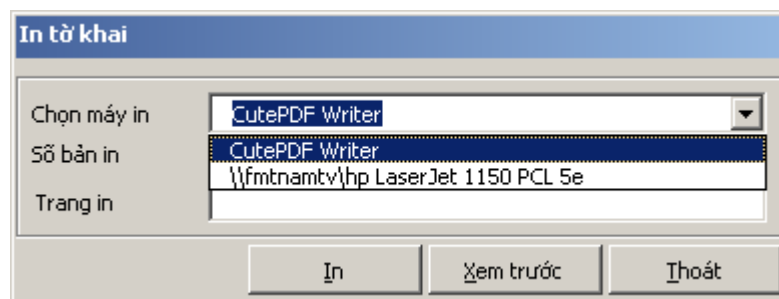 In tờ khai
Chọn máy in CutePDF Writer
Số bản in CutePDF Writer
\\fmtnamtv\hp LaserJet 1150 PCL 5e
Trang in
In Xem trước Thoát